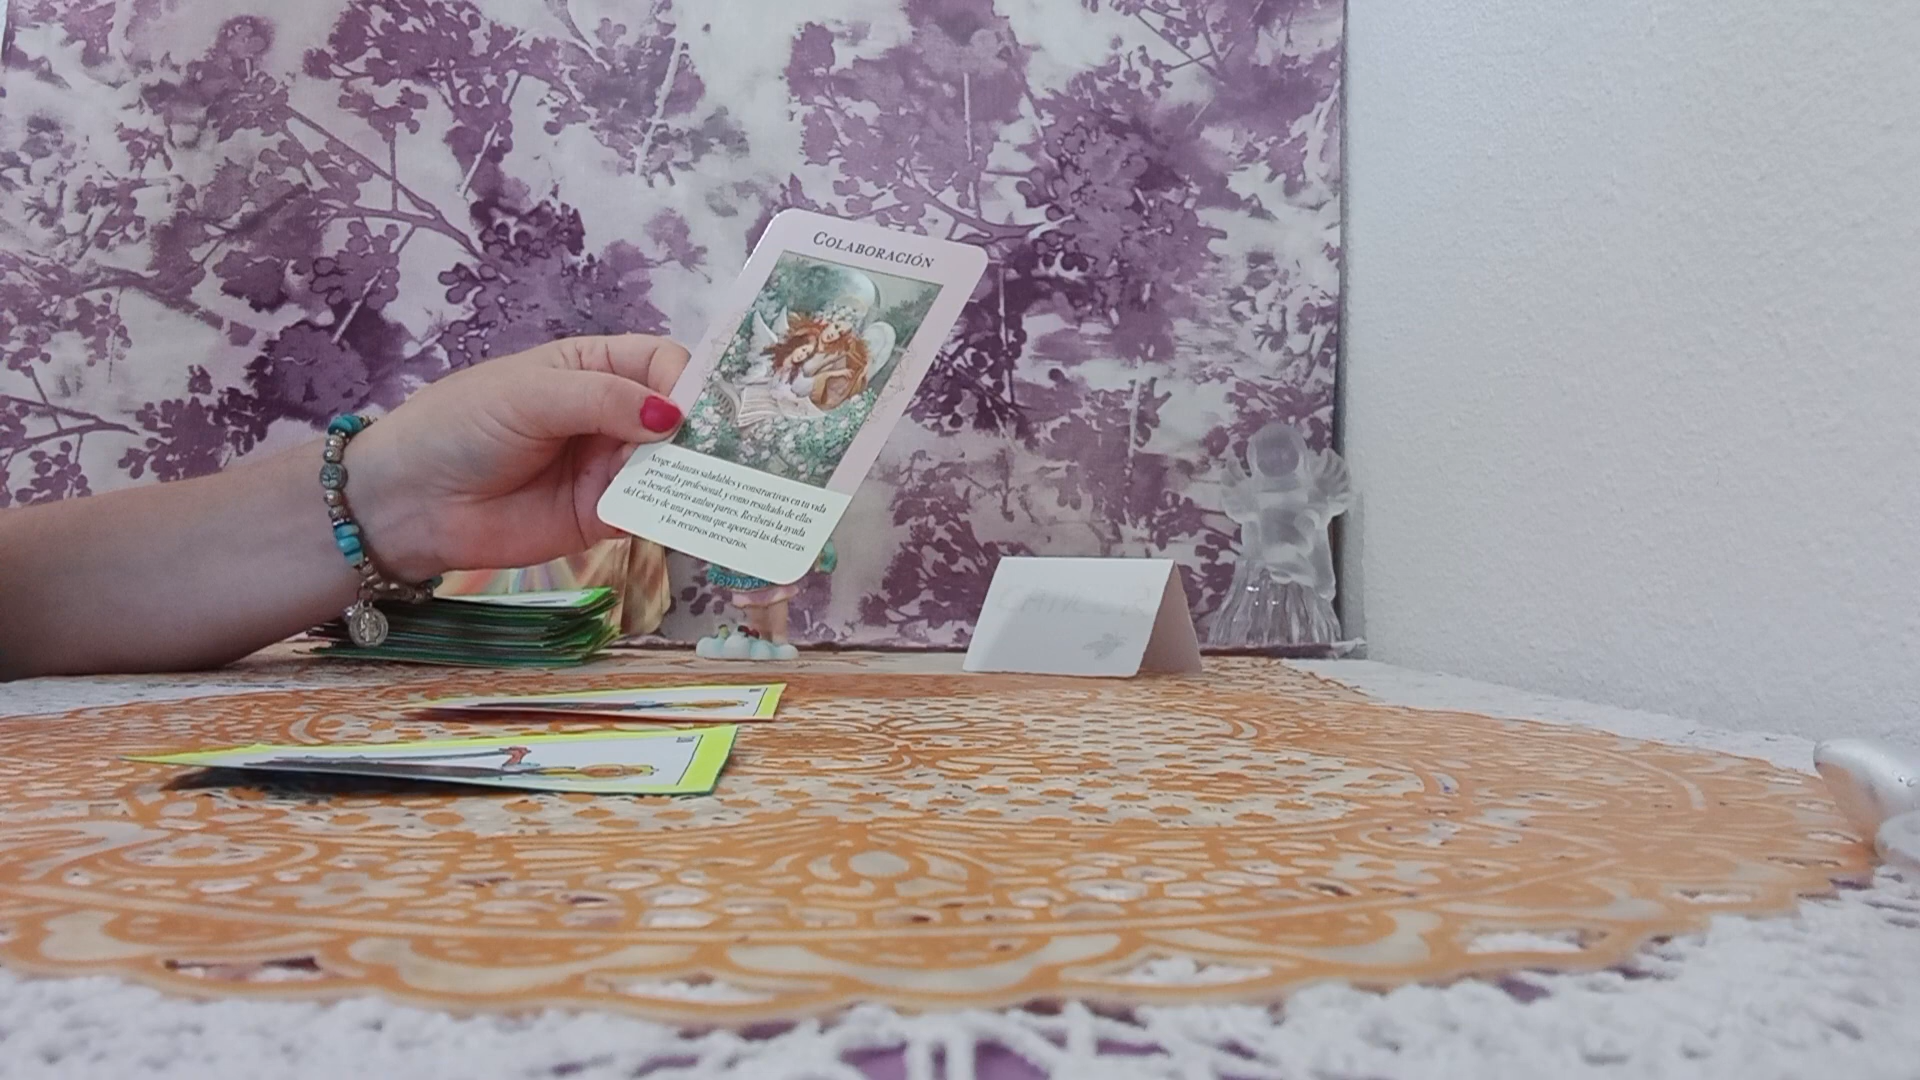 COLABORACIÓN
Acoge alianzas saludables y constructivas en tu vida
personal y profesional, y como resultado de ellas
os beneficiaréis ambas partes. Recibirás la ayuda
del Cielo y de una persona que aportará las destrezas
y los recursos necesarios.